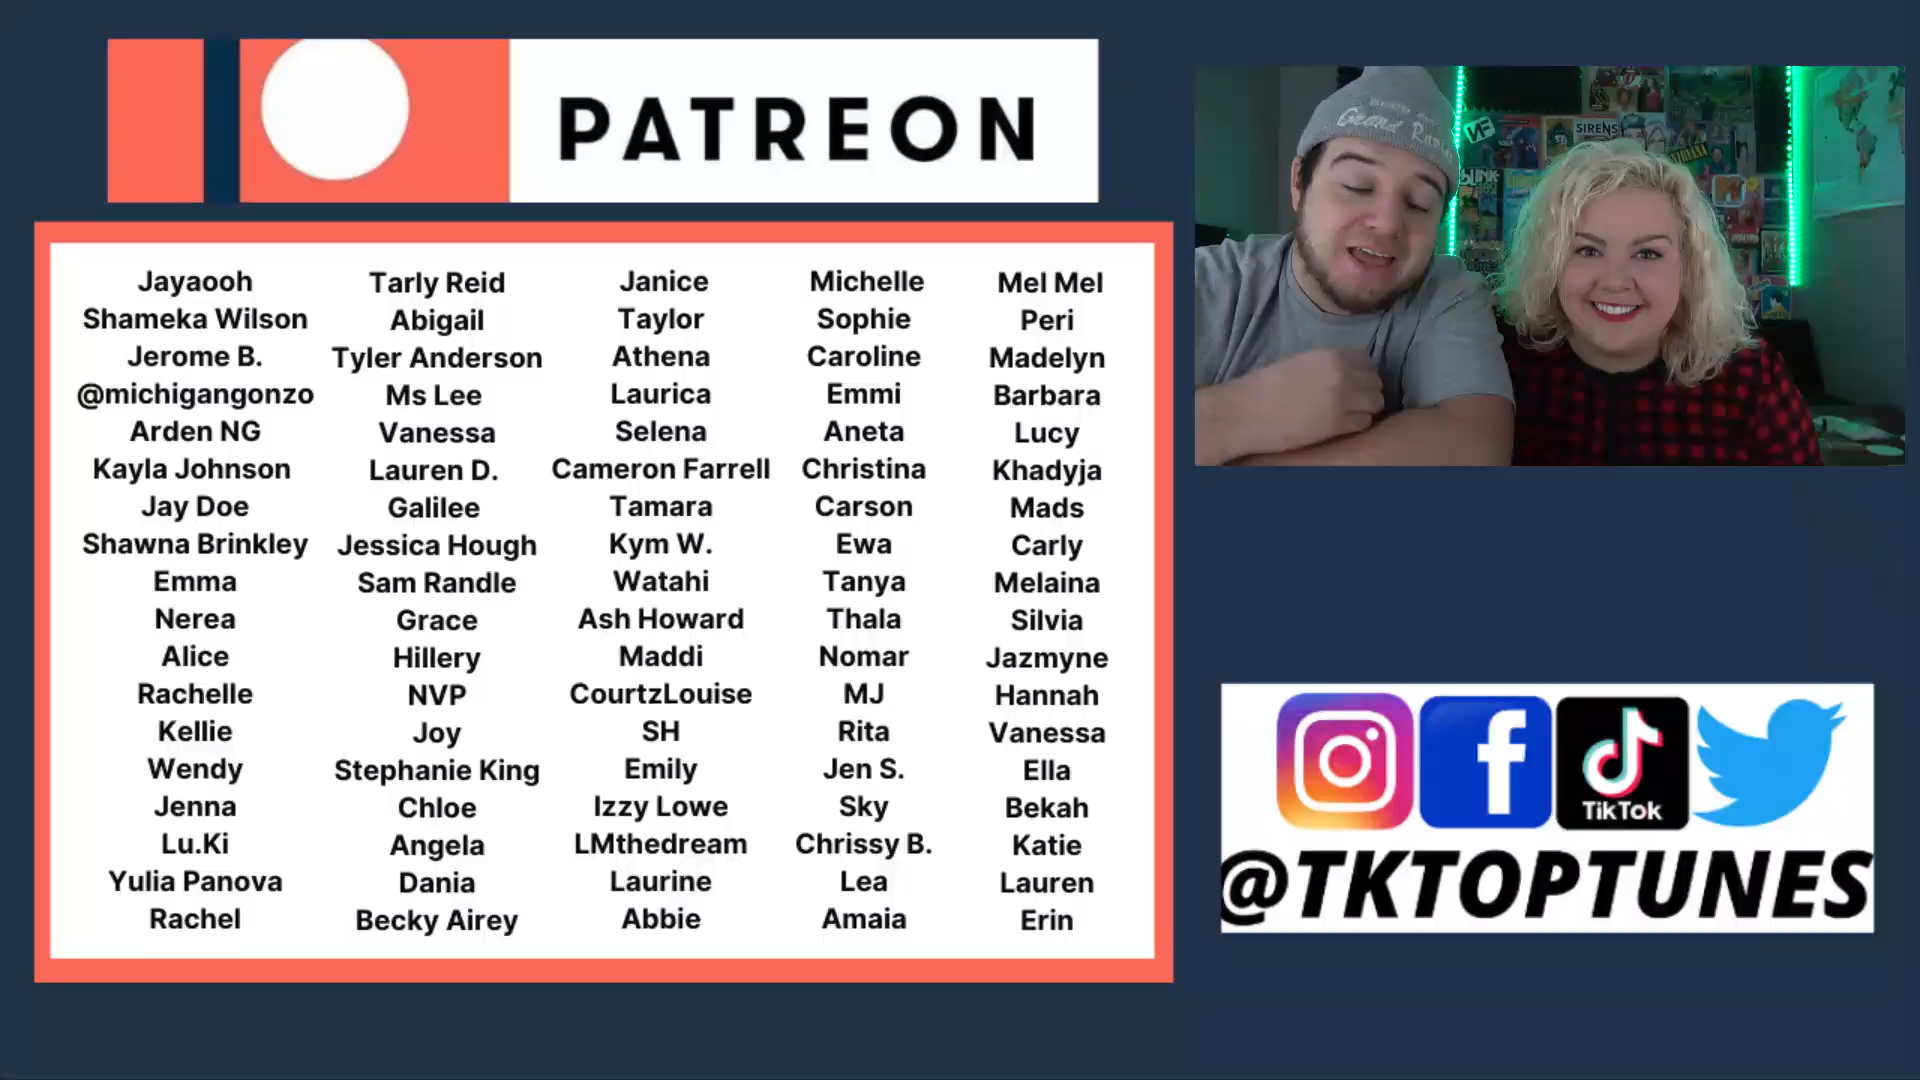 PATREON
Jayaooh
Shameka Wilson
Jerome B.
@michigangonzo
Arden NG
Kayla Johnson
Jay Doe
Shawna Brinkley
Emma
Nerea
Alice
Rachelle
Kellie
Wendy
Jenna
Lu.Ki
Yulia Panova
Rachel
Tarly Reid
Abigail
Tyler Anderson
Ms Lee
Vanessa
Lauren D.
Galilee
Jessica Hough
Sam Randle
Grace
Hillery
NVP
Joy
Stephanie King
Chloe
Angela
Dania
Becky Airey
Janice
Taylor
Athena
Laurica
Selena
Cameron Farrell
Tamara
Kym W.
Watahi
Ash Howard
Maddi
CourtzLouise
SH
Emily
Izzy Lowe
LMthedream
Laurine
Abbie
Michelle
Sophie
Caroline
Emmi
Aneta
Christina
Carson
Ewa
Tanya
Thala
Nomar
MJ
Rita
Jen S.
Sky
Chrissy B.
Lea
Amaia
Mel Mel
Peri
Madelyn
Barbara
Lucy
Khadyja
Mads
Carly
Melaina
Silvia
Jazmyne
Hannah
Vanessa
Ella
Bekah
Katie
Lauren
Erin
Grand
NF
SIRENS
NIRVANA
BLINK
TikTok
@TKTOPTUNES